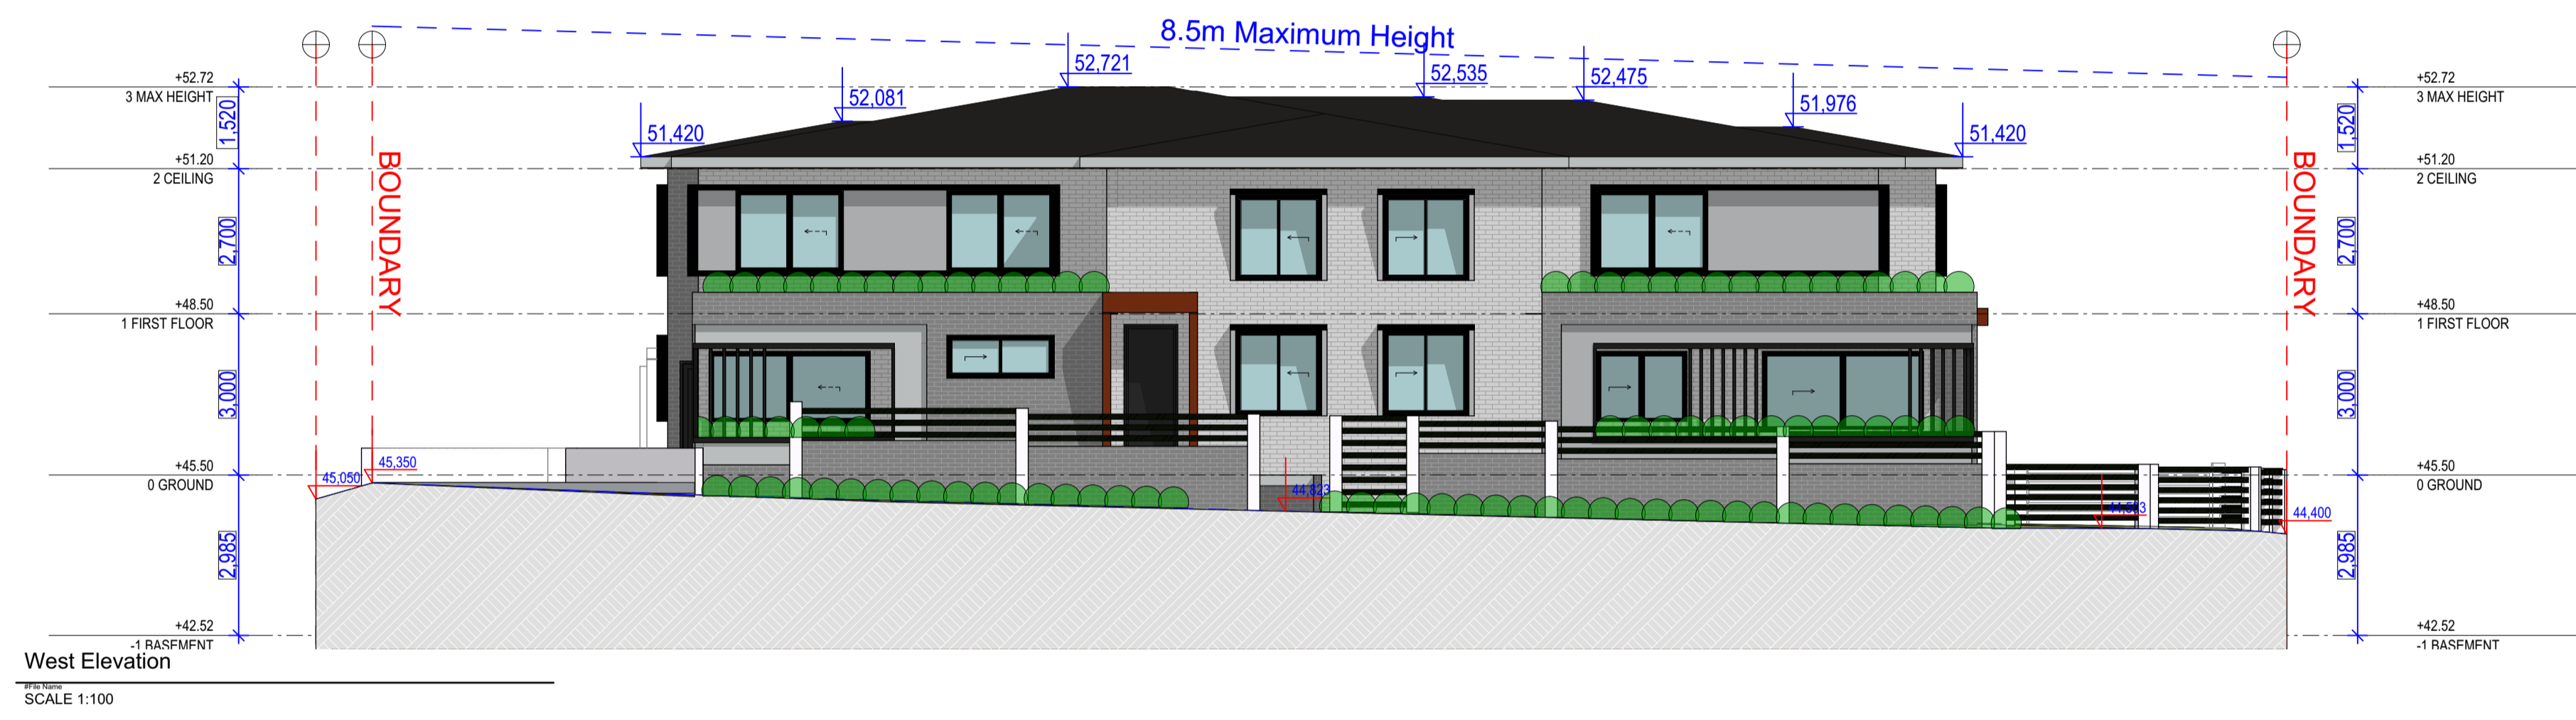 8.5m Maximum Height
52,721
52,535
52,475
52,081
51,976
51,420
51,420
+52.72
3 MAX HEIGHT
1,520
+51.20
2 CEILING
2,700
+48.50
1 FIRST FLOOR
3,000
+45.50
0 GROUND
2,985
+42.52
-1 BASEMENT
BOUNDARY
45,050
45,350
44,823
44,400
BOUNDARY
+52.72
3 MAX HEIGHT
1,520
+51.20
2 CEILING
2,700
+48.50
1 FIRST FLOOR
3,000
+45.50
0 GROUND
2,985
+42.52
-1 BASEMENT
West Elevation
#File Name
SCALE 1:100